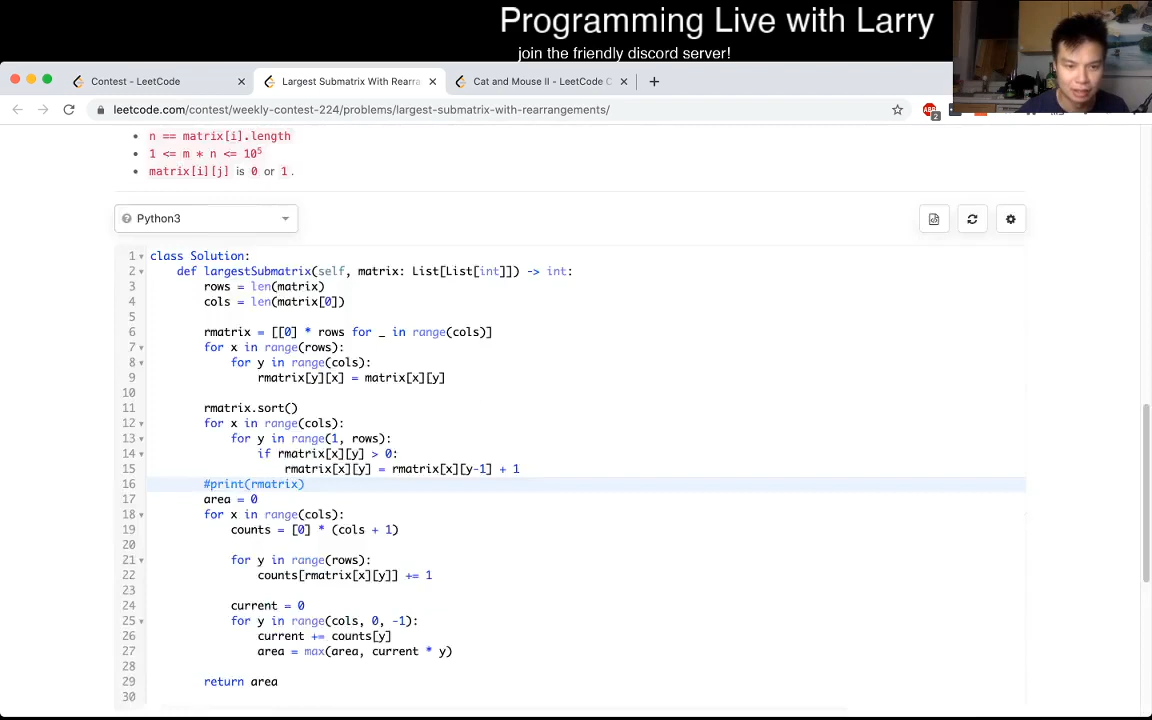 Programming Live with Larry
join the friendly discord server!
Contest - LeetCode
Largest Submatrix With Rearra
Cat and Mouse II - LeetCode C
leetcode.com/contest/weekly-contest-224/problems/largest-submatrix-with-rearrangements/
n == matrix[i].length
1 <= m * n <= 10⁵
matrix[i][j] is 0 or 1.
Python3
1 class Solution:
2 def largestSubmatrix(self, matrix: List[List[int]]) -> int:
3 rows = len(matrix)
4 cols = len(matrix[0])
5
6 rmatrix = [[0] * rows for _ in range(cols)]
7 for x in range(rows):
8 for y in range(cols):
9 rmatrix[y][x] = matrix[x][y]
10
11 rmatrix.sort()
12 for x in range(cols):
13 for y in range(1, rows):
14 if rmatrix[x][y] > 0:
15 rmatrix[x][y] = rmatrix[x][y-1] + 1
16 #print(rmatrix)
17 area = 0
18 for x in range(cols):
19 counts = [0] * (cols + 1)
20
21 for y in range(rows):
22 counts[rmatrix[x][y]] += 1
23
24 current = 0
25 for y in range(cols, 0, -1):
26 current += counts[y]
27 area = max(area, current * y)
28
29 return area
30